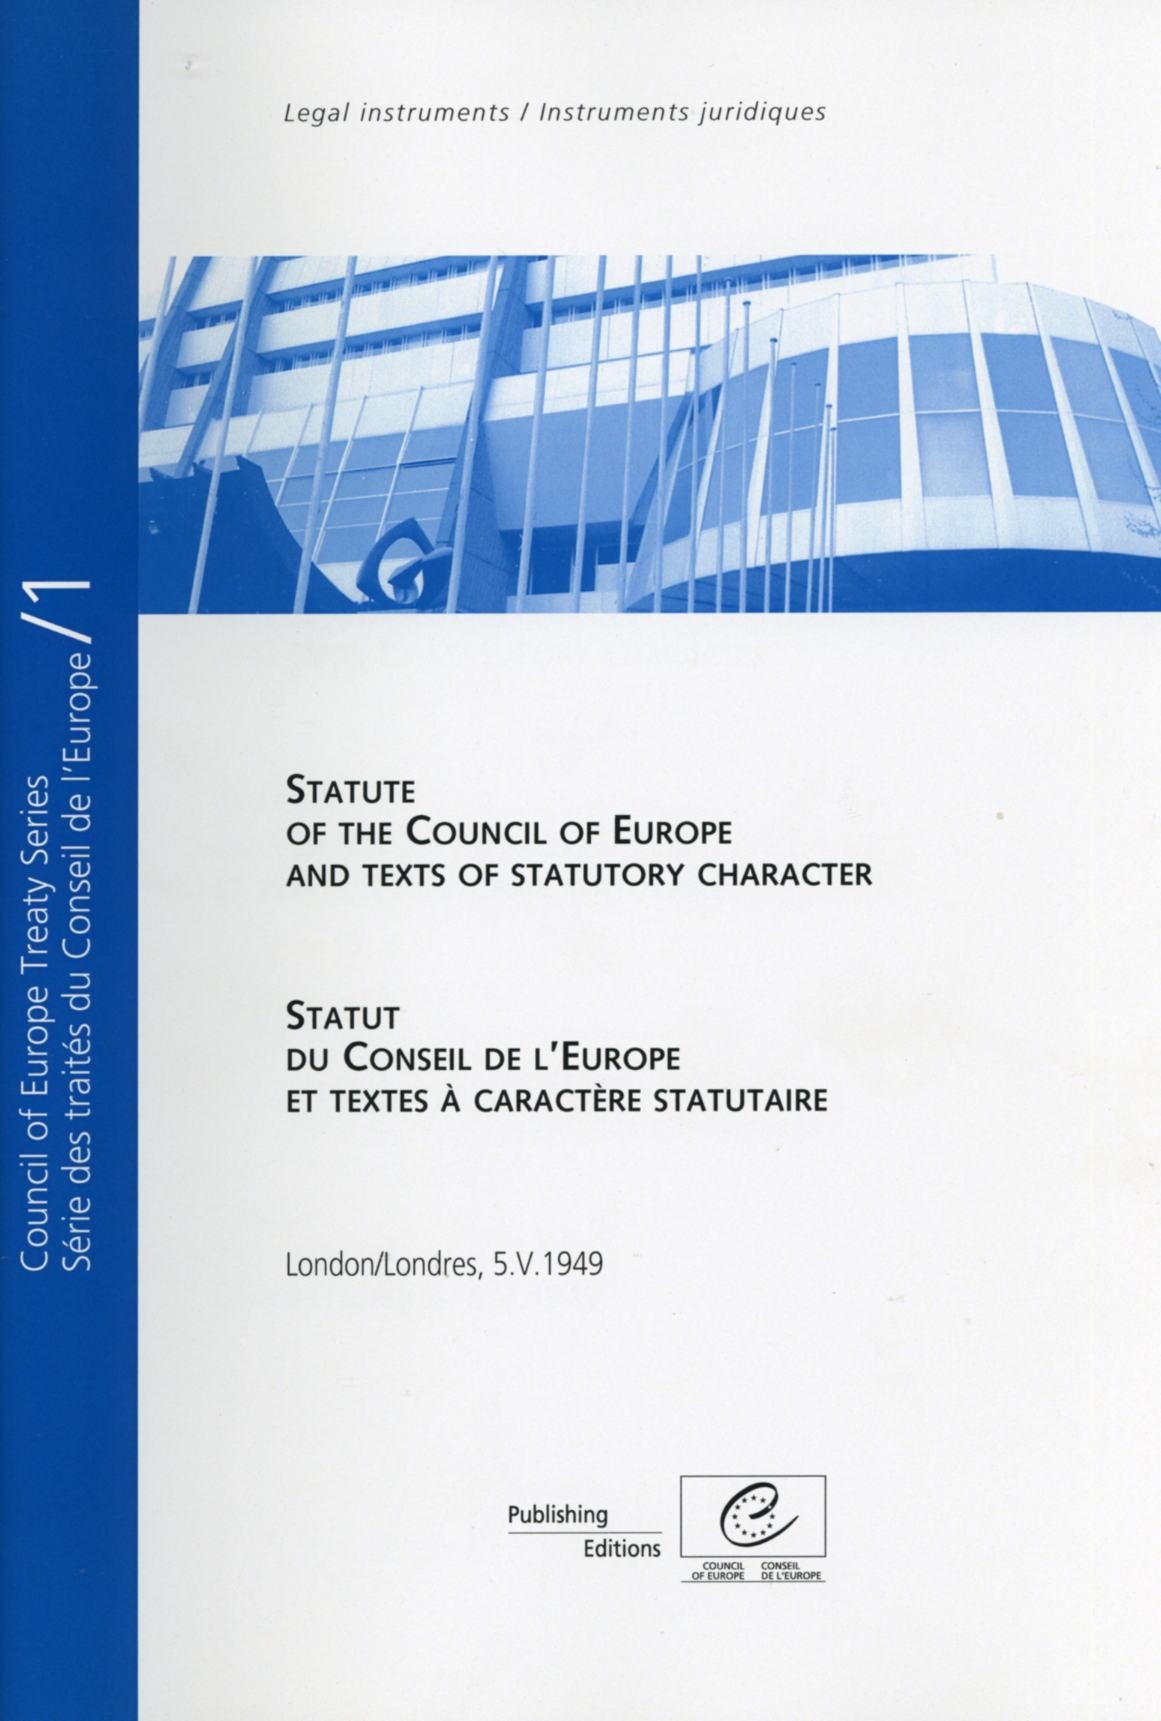 Legal instruments / Instruments juridiques
Council of Europe Treaty Series
Série des traités du Conseil de l'Europe /1
STATUTE
OF THE COUNCIL OF EUROPE
AND TEXTS OF STATUTORY CHARACTER
STATUT
DU CONSEIL DE L'EUROPE
ET TEXTES À CARACTÈRE STATUTAIRE
London/Londres, 5.V.1949
Publishing
Editions
COUNCIL OF EUROPE
CONSEIL DE L'EUROPE